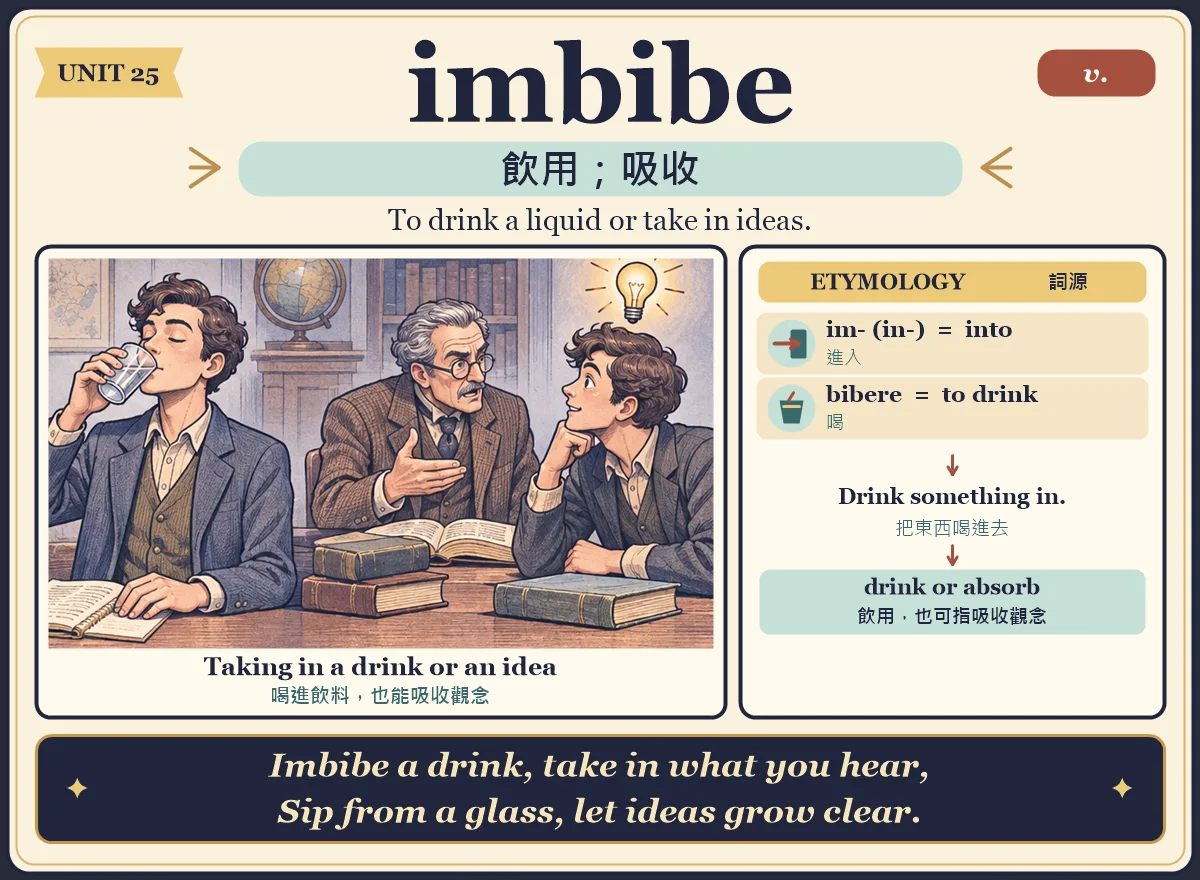 UNIT 25
imbibe
v.
飲用；吸收
To drink a liquid or take in ideas.
Taking in a drink or an idea
喝進飲料，也能吸收觀念
ETYMOLOGY 詞源
im- (in-) = into
進入
bibere = to drink
喝
Drink something in.
把東西喝進去
drink or absorb
飲用，也可指吸收觀念
Imbibe a drink, take in what you hear,
Sip from a glass, let ideas grow clear.